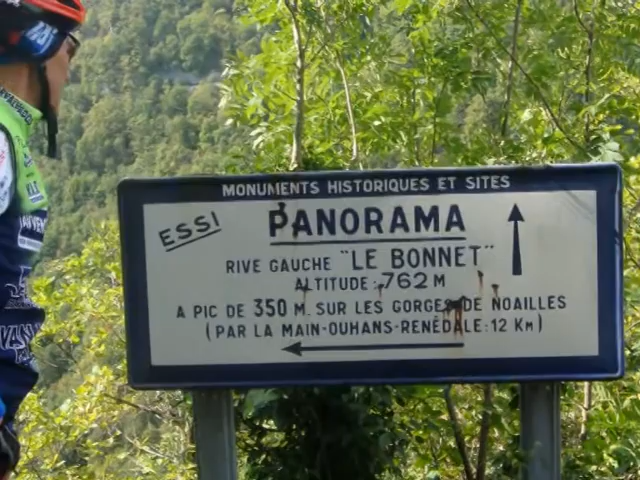 MONUMENTS HISTORIQUES ET SITES
ESSI
PANORAMA
RIVE GAUCHE "LE BONNET"
ALTITUDE: 762 M
A PIC DE 350 M. SUR LES GORGES DE NOAILLES
(PAR LA MAIN-OUHANS-RENÉDALE: 12 KM)